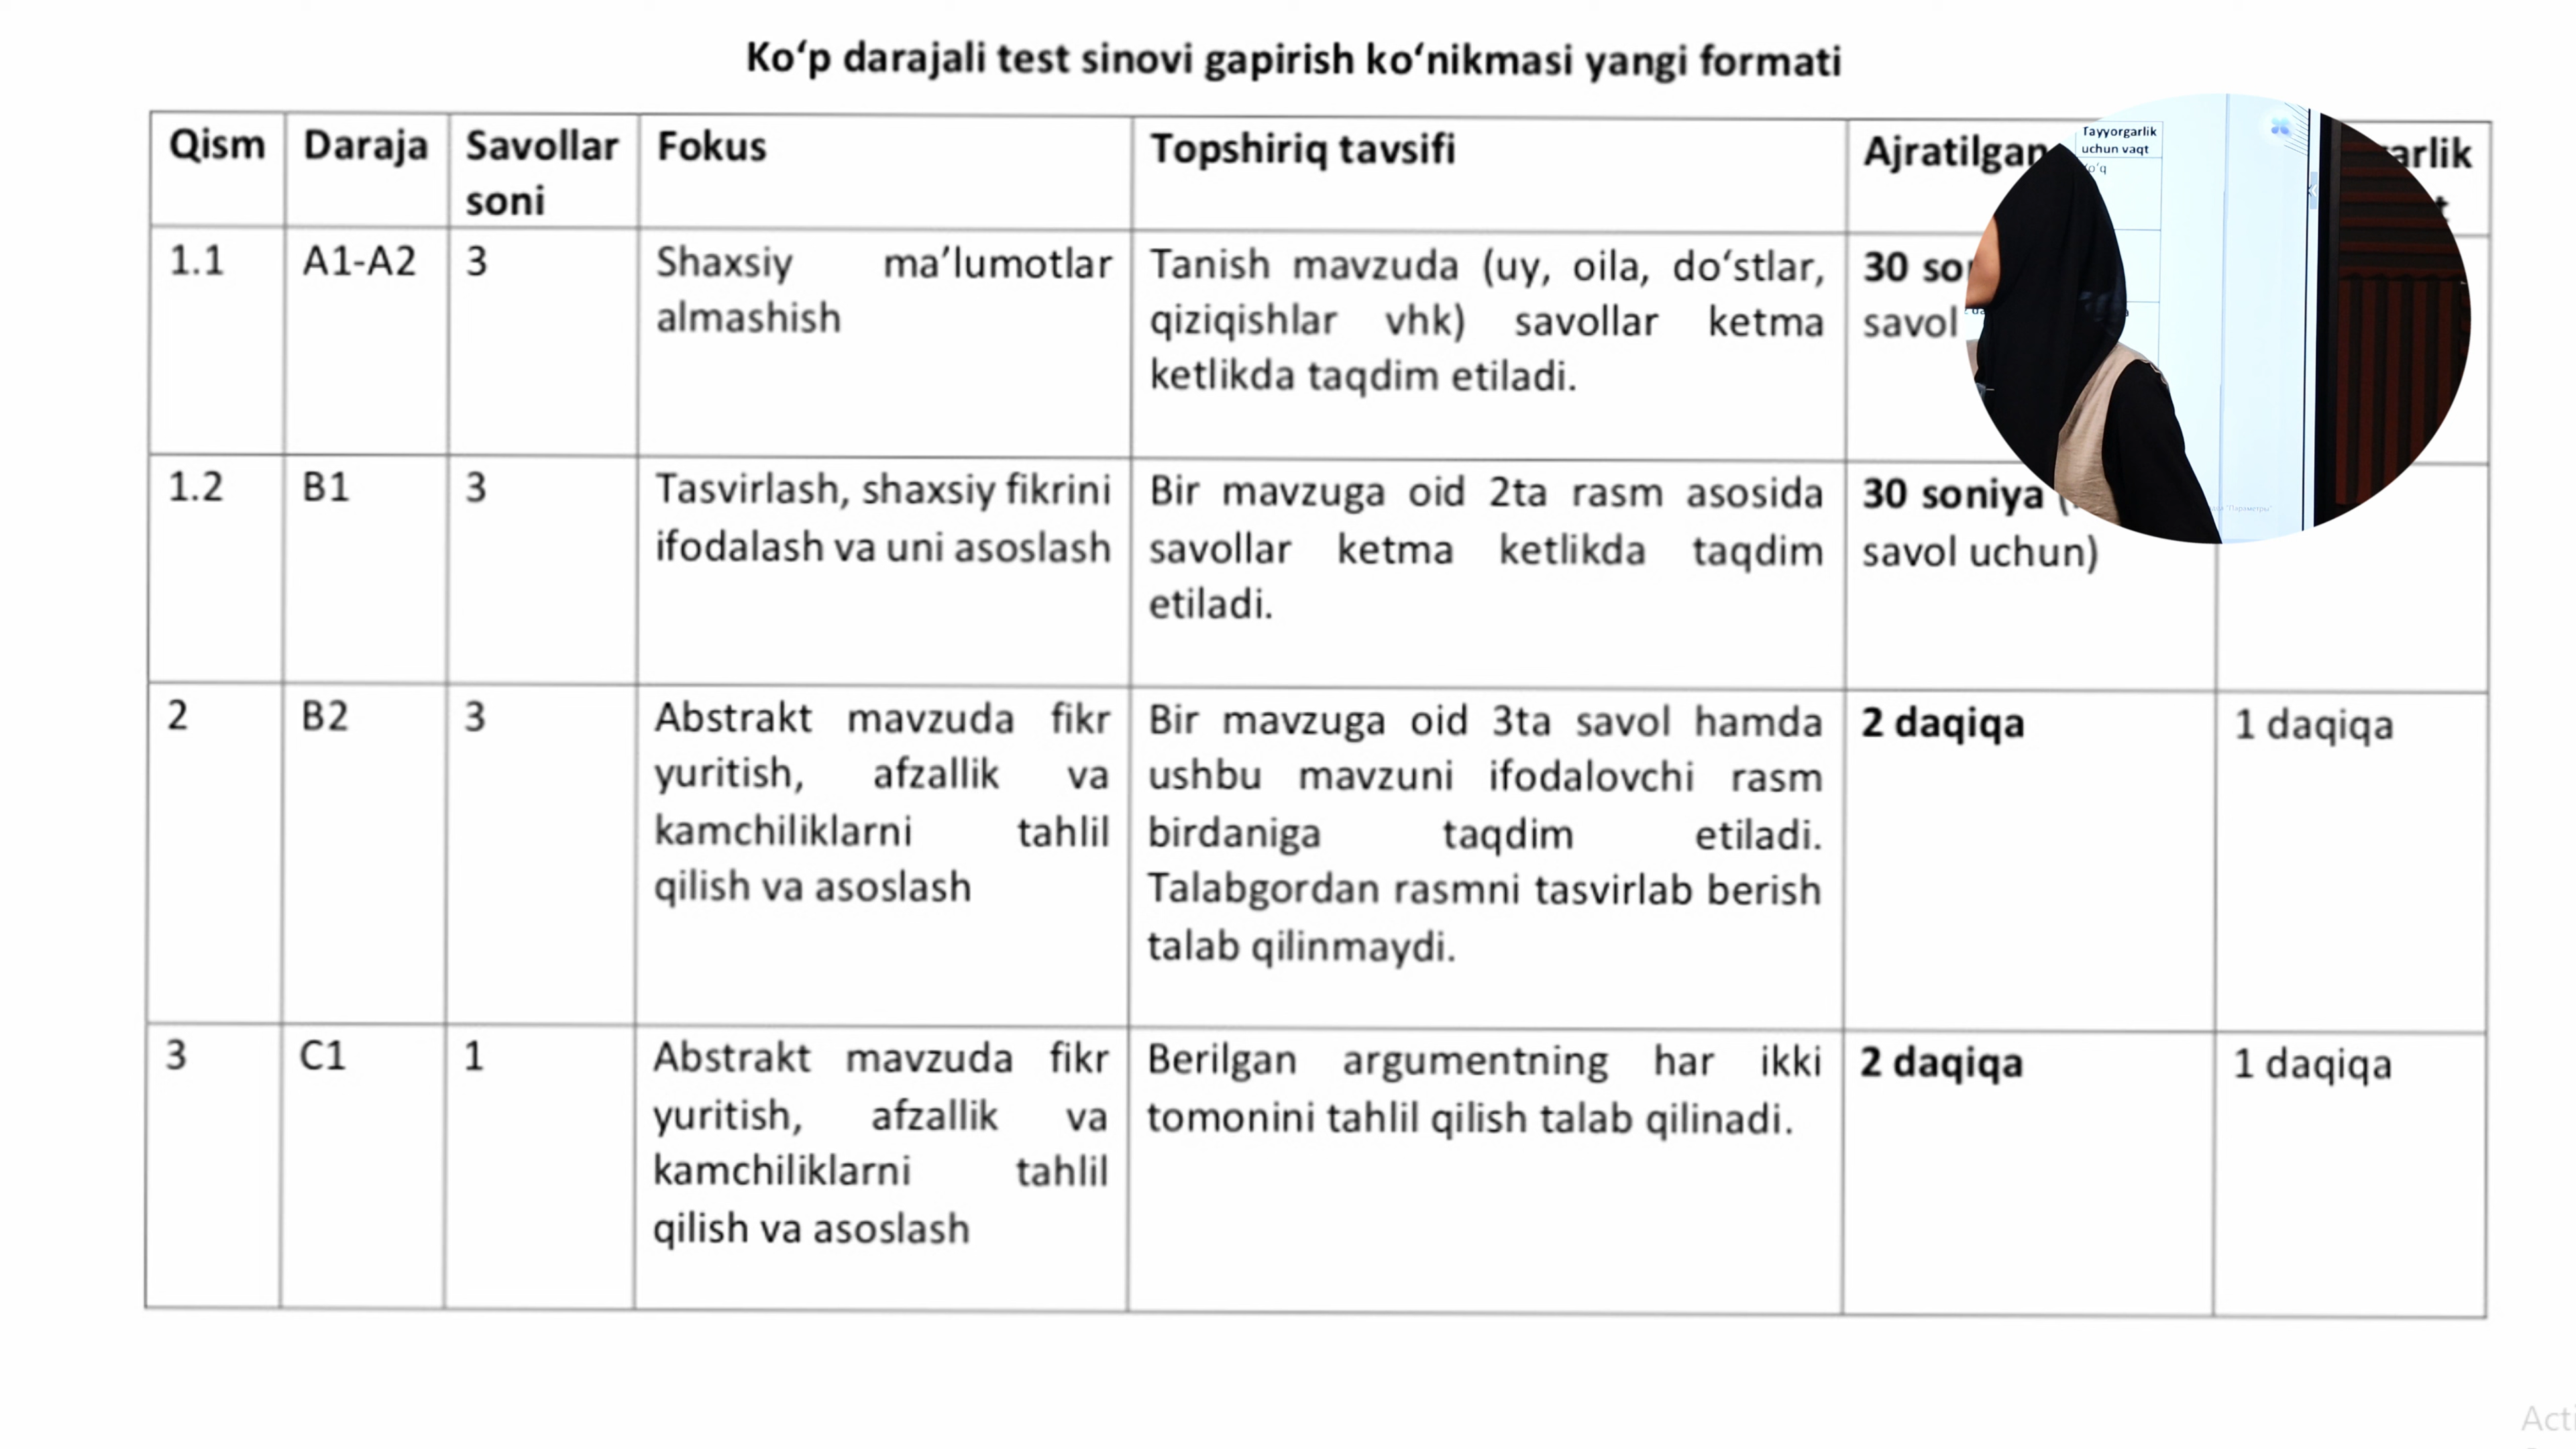 Ko‘p darajali test sinovi gapirish ko‘nikmasi yangi formati
Qism Daraja Savollar soni Fokus Topshiriq tavsifi
1.1 A1-A2 3
Shaxsiy ma’lumotlar
almashish
Tanish mavzuda (uy, oila, do‘stlar,
qiziqishlar vhk) savollar ketma
ketlikda taqdim etiladi.
30
savol
1.2 B1 3
Tasvirlash, shaxsiy fikrini
ifodalash va uni asoslash
Bir mavzuga oid 2ta rasm asosida
savollar ketma ketlikda taqdim
etiladi.
30 soniya
savol uchun)
2 B2 3
Abstrakt mavzuda fikr
yuritish, afzallik va
kamchiliklarni tahlil
qilish va asoslash
Bir mavzuga oid 3ta savol hamda
ushbu mavzuni ifodalovchi rasm
birdaniga taqdim etiladi.
Talabgordan rasmni tasvirlab berish
talab qilinmaydi.
2 daqiqa
1 daqiqa
3 C1 1
Abstrakt mavzuda fikr
yuritish, afzallik va
kamchiliklarni tahlil
qilish va asoslash
Berilgan argumentning har ikki
tomonini tahlil qilish talab qilinadi.
2 daqiqa
1 daqiqa
Tayyorgarlik
uchun vaqt